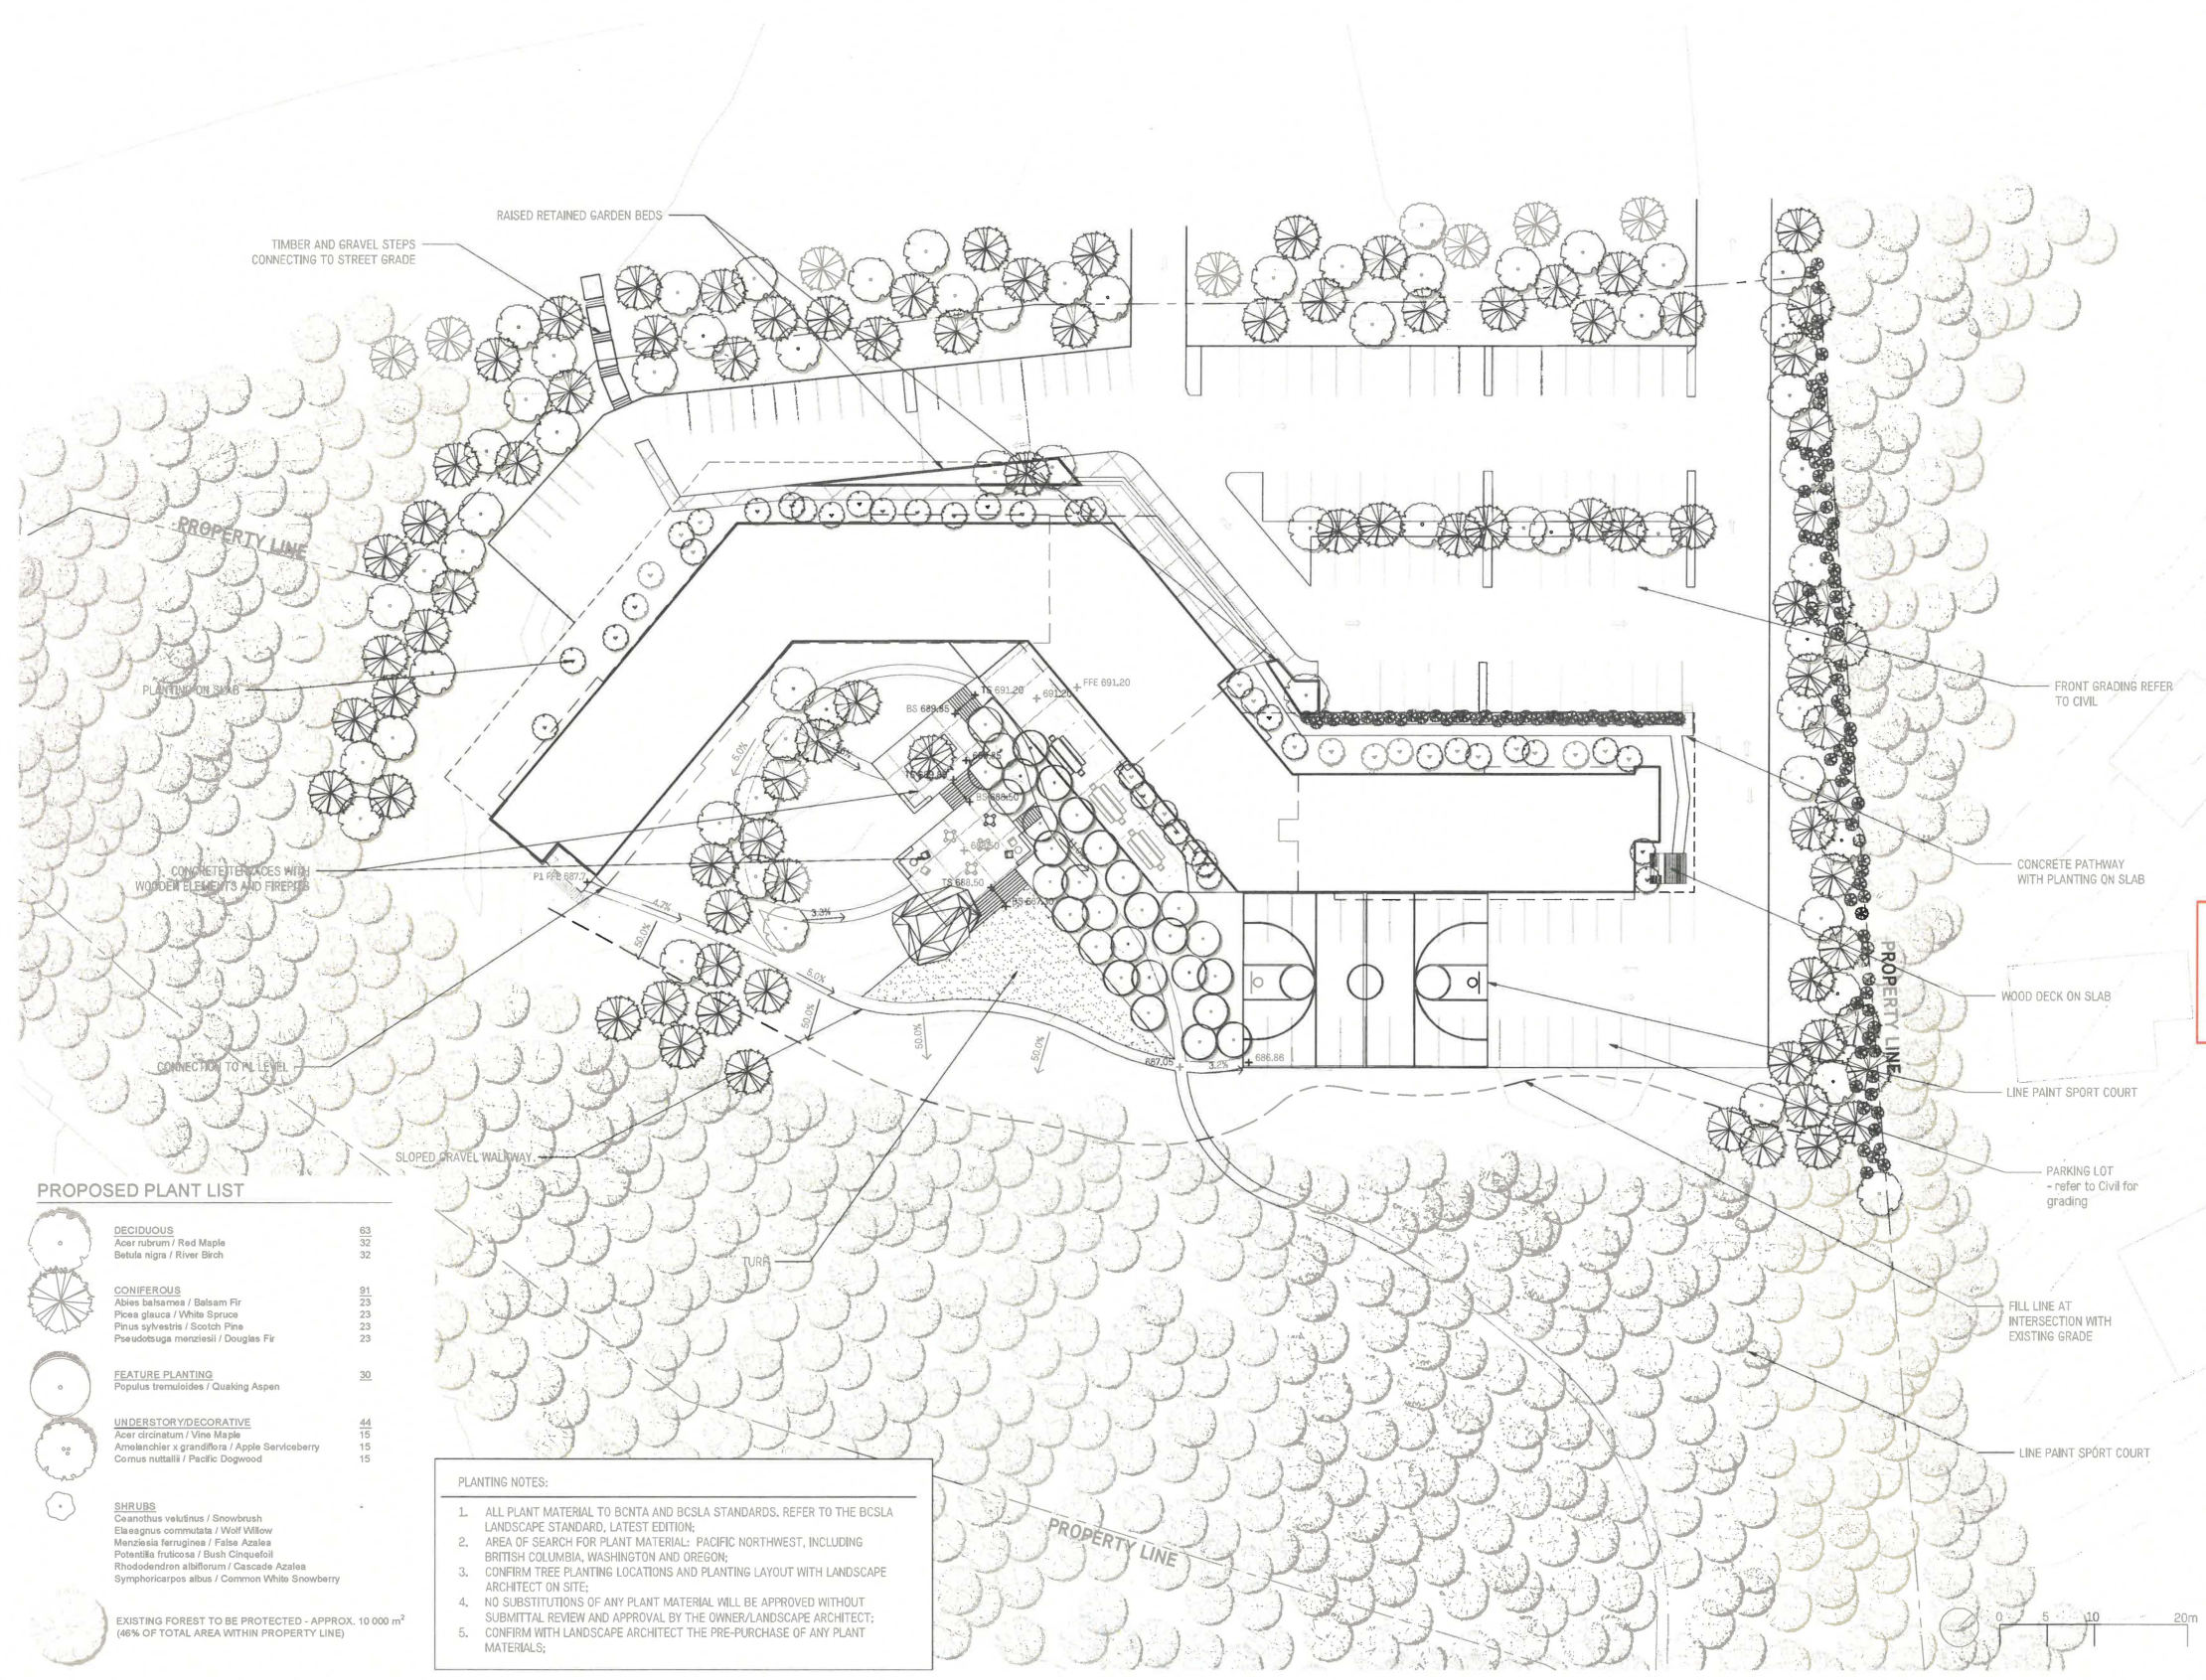 RAISED RETAINED GARDEN BEDS
TIMBER AND GRAVEL STEPS
CONNECTING TO STREET GRADE
PROPERTY LINE
PLANTING ON SLAB
FFE 691.20
TS 691.20
691.20
BS 689.85
6.0%
BS 688.50
TS 688.50
FRONT GRADING REFER
TO CIVIL
CONCRETE TERRACES WITH
WOODEN ELEMENTS AND FIREPITS
CONCRETE PATHWAY
WITH PLANTING ON SLAB
4.7%
3.3%
50.0%
5.0%
50.0%
50.0%
50.0%
PROPERTY LINE
WOOD DECK ON SLAB
687.05
3.2%
686.86
LINE PAINT SPORT COURT
SLOPED GRAVEL WALKWAY
PARKING LOT
- refer to Civil for
grading
TURF
FILL LINE AT
INTERSECTION WITH
EXISTING GRADE
LINE PAINT SPORT COURT
PROPERTY LINE
PROPOSED PLANT LIST
DECIDUOUS 63
Acer rubrum / Red Maple 32
Betula nigra / River Birch 32
CONIFEROUS 91
Abies balsamea / Balsam Fir 23
Picea glauca / White Spruce 23
Pinus sylvestris / Scotch Pine 23
Pseudotsuga menziesii / Douglas Fir 23
FEATURE PLANTING 30
Populus tremuloides / Quaking Aspen
UNDERSTORY/DECORATIVE 44
Acer circinatum / Vine Maple 15
Amelanchier x grandiflora / Apple Serviceberry 15
Cornus nuttallii / Pacific Dogwood 15
SHRUBS -
Ceanothus velutinus / Snowbrush
Elaeagnus commutata / Wolf Willow
Menziesia ferruginea / False Azalea
Potentilla fruticosa / Bush Cinquefoil
Rhododendron albiflorum / Cascade Azalea
Symphoricarpos albus / Common White Snowberry
EXISTING FOREST TO BE PROTECTED - APPROX. 10 000 m²
(46% OF TOTAL AREA WITHIN PROPERTY LINE)
PLANTING NOTES:
1. ALL PLANT MATERIAL TO BCNTA AND BCSLA STANDARDS. REFER TO THE BCSLA
LANDSCAPE STANDARD, LATEST EDITION;
2. AREA OF SEARCH FOR PLANT MATERIAL: PACIFIC NORTHWEST, INCLUDING
BRITISH COLUMBIA, WASHINGTON AND OREGON;
3. CONFIRM TREE PLANTING LOCATIONS AND PLANTING LAYOUT WITH LANDSCAPE
ARCHITECT ON SITE;
4. NO SUBSTITUTIONS OF ANY PLANT MATERIAL WILL BE APPROVED WITHOUT
SUBMITTAL REVIEW AND APPROVAL BY THE OWNER/LANDSCAPE ARCHITECT;
5. CONFIRM WITH LANDSCAPE ARCHITECT THE PRE-PURCHASE OF ANY PLANT
MATERIALS;
0 5 10 20m